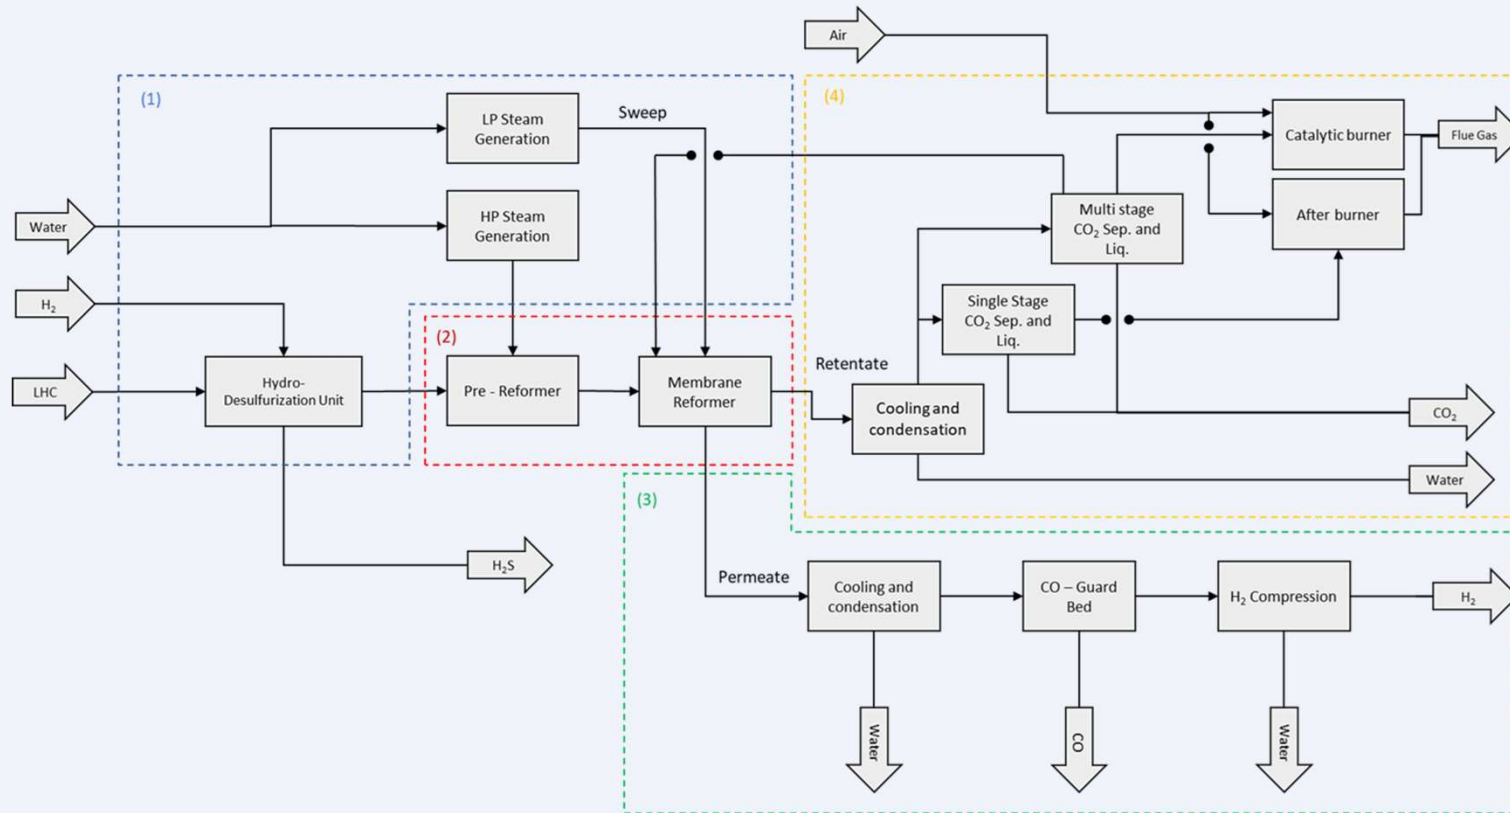 Air
(1)
(4)
LP Steam
Generation
Sweep
Catalytic burner
Flue Gas
Water
HP Steam
Generation
Multi stage
CO₂ Sep. and
Liq.
After burner
H₂
Single Stage
CO₂ Sep. and
Liq.
(2)
Retentate
LHC
Hydro-
Desulfurization Unit
Pre - Reformer
Membrane
Reformer
Cooling and
condensation
CO₂
Water
(3)
H₂S
Permeate
Cooling and
condensation
CO – Guard
Bed
H₂ Compression
H₂
Water
CO
Water